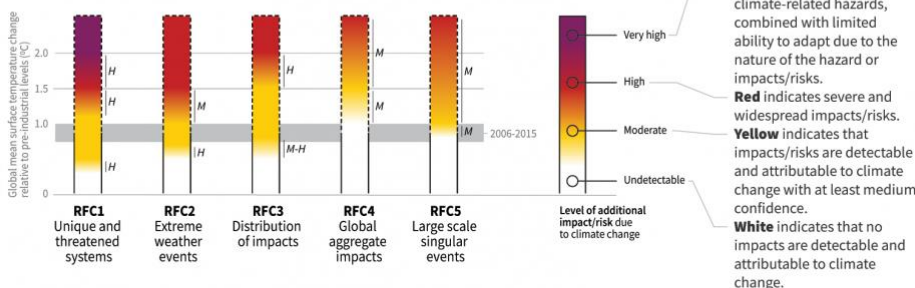 Global mean surface temperature change
relative to pre-industrial levels (ºC)
2.0
1.5
1.0
0
H
H
H
M
H
H
M-H
M
M
M
M
2006-2015
RFC1
Unique and
threatened
systems
RFC2
Extreme
weather
events
RFC3
Distribution
of impacts
RFC4
Global
aggregate
impacts
RFC5
Large scale
singular
events
Very high
High
Moderate
Undetectable
Level of additional
impact/risk due
to climate change
climate-related hazards,
combined with limited
ability to adapt due to the
nature of the hazard or
impacts/risks.
Red indicates severe and
widespread impacts/risks.
Yellow indicates that
impacts/risks are detectable
and attributable to climate
change with at least medium
confidence.
White indicates that no
impacts are detectable and
attributable to climate
change.